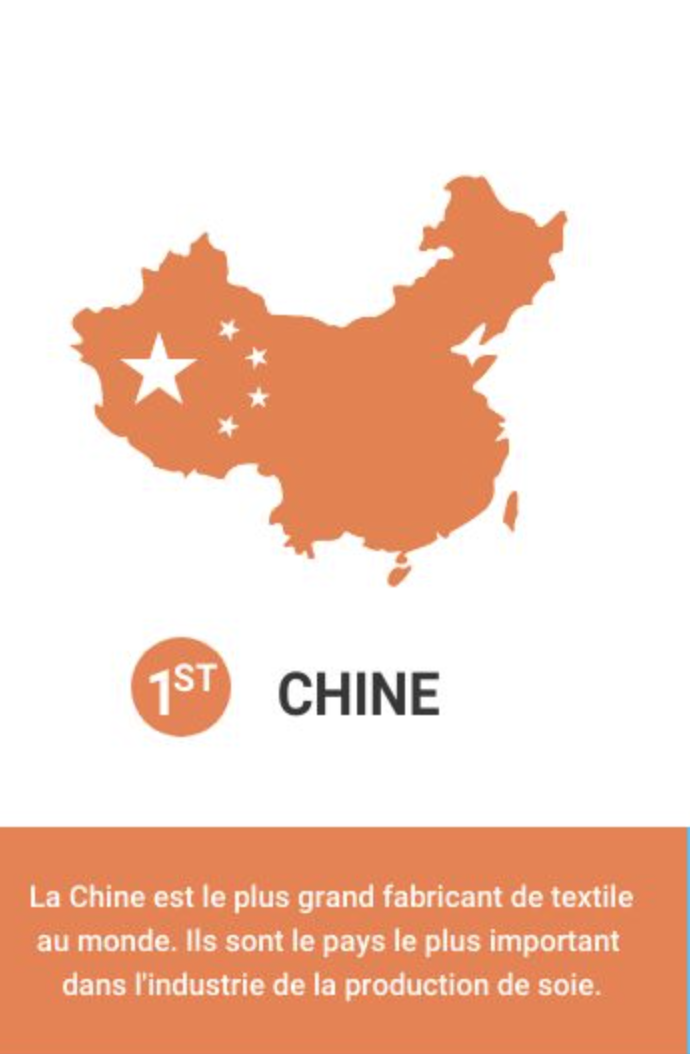 1ST CHINE
La Chine est le plus grand fabricant de textile
au monde. Ils sont le pays le plus important
dans l'industrie de la production de soie.